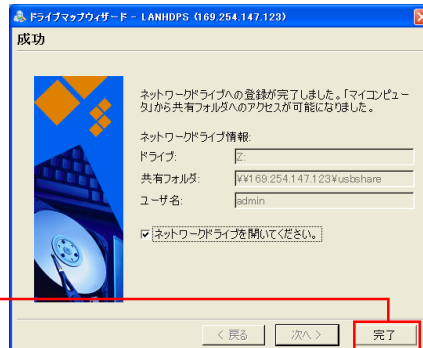 ドライブマップウィザード - LANHDPS (169.254.147.123)
成功
ネットワークドライブへの登録が完了しました。「マイコンピュー
タ」から共有フォルダへのアクセスが可能になりました。
ネットワークドライブ情報:
ドライブ: Z:
共有フォルダ: ¥¥169.254.147.123¥usbshare
ユーザ名: admin
ネットワークドライブを開いてください。
< 戻る 次へ > 完了